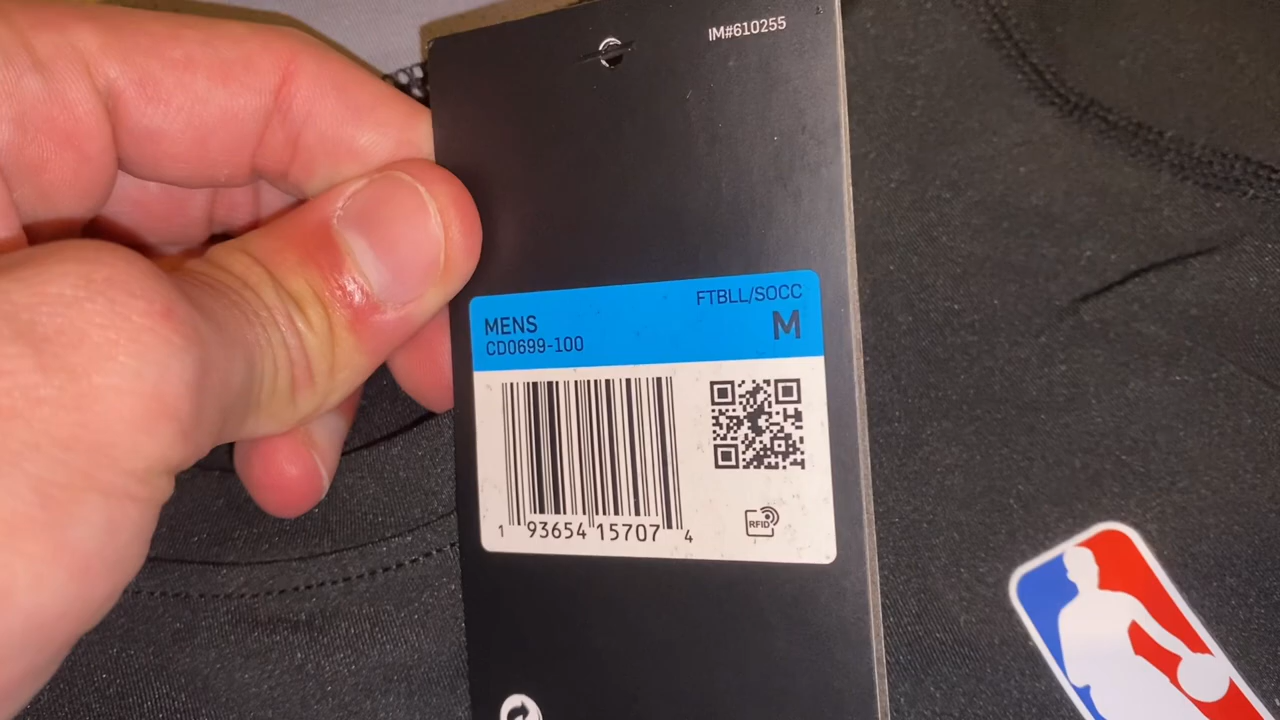 IM#610255
FTBLL/SOCC
MENS
M
CD0699-100
1 93654 15707 4
RFID